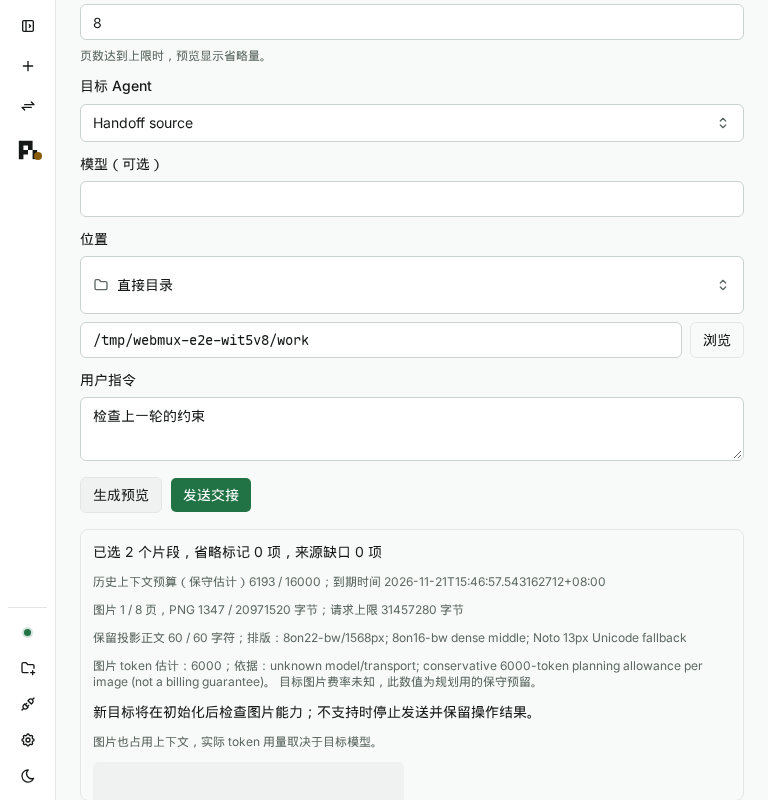 8
页数达到上限时，预览显示省略量。
目标 Agent
Handoff source
模型（可选）
位置
直接目录
/tmp/webmux-e2e-wit5v8/work
浏览
用户指令
检查上一轮的约束
生成预览
发送交接
已选 2 个片段，省略标记 0 项，来源缺口 0 项
历史上下文预算（保守估计）6193 / 16000；到期时间 2026-11-21T15:46:57.543162712+08:00
图片 1 / 8 页，PNG 1347 / 20971520 字节；请求上限 31457280 字节
保留投影正文 60 / 60 字符；排版：8on22-bw/1568px; 8on16-bw dense middle; Noto 13px Unicode fallback
图片 token 估计：6000；依据：unknown model/transport; conservative 6000-token planning allowance per
image (not a billing guarantee)。 目标图片费率未知，此数值为规划用的保守预留。
新目标将在初始化后检查图片能力；不支持时停止发送并保留操作结果。
图片也占用上下文，实际 token 用量取决于目标模型。